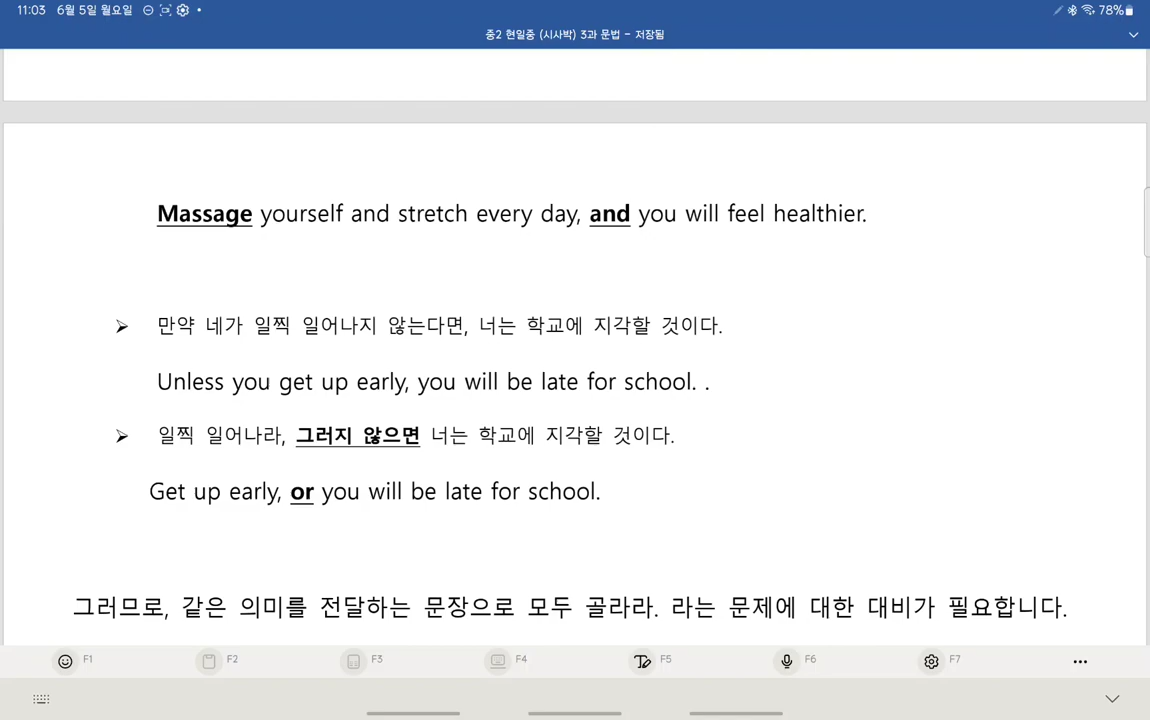 11:03 6월 5일 월요일 78%
중2 현일중 (시사박) 3과 문법 – 저장됨
Massage yourself and stretch every day, and you will feel healthier.
➢ 만약 네가 일찍 일어나지 않는다면, 너는 학교에 지각할 것이다.
Unless you get up early, you will be late for school. .
➢ 일찍 일어나라, 그러지 않으면 너는 학교에 지각할 것이다.
Get up early, or you will be late for school.
그러므로, 같은 의미를 전달하는 문장으로 모두 골라라. 라는 문제에 대한 대비가 필요합니다.
F1 F2 F3 F4 F5 F6 F7